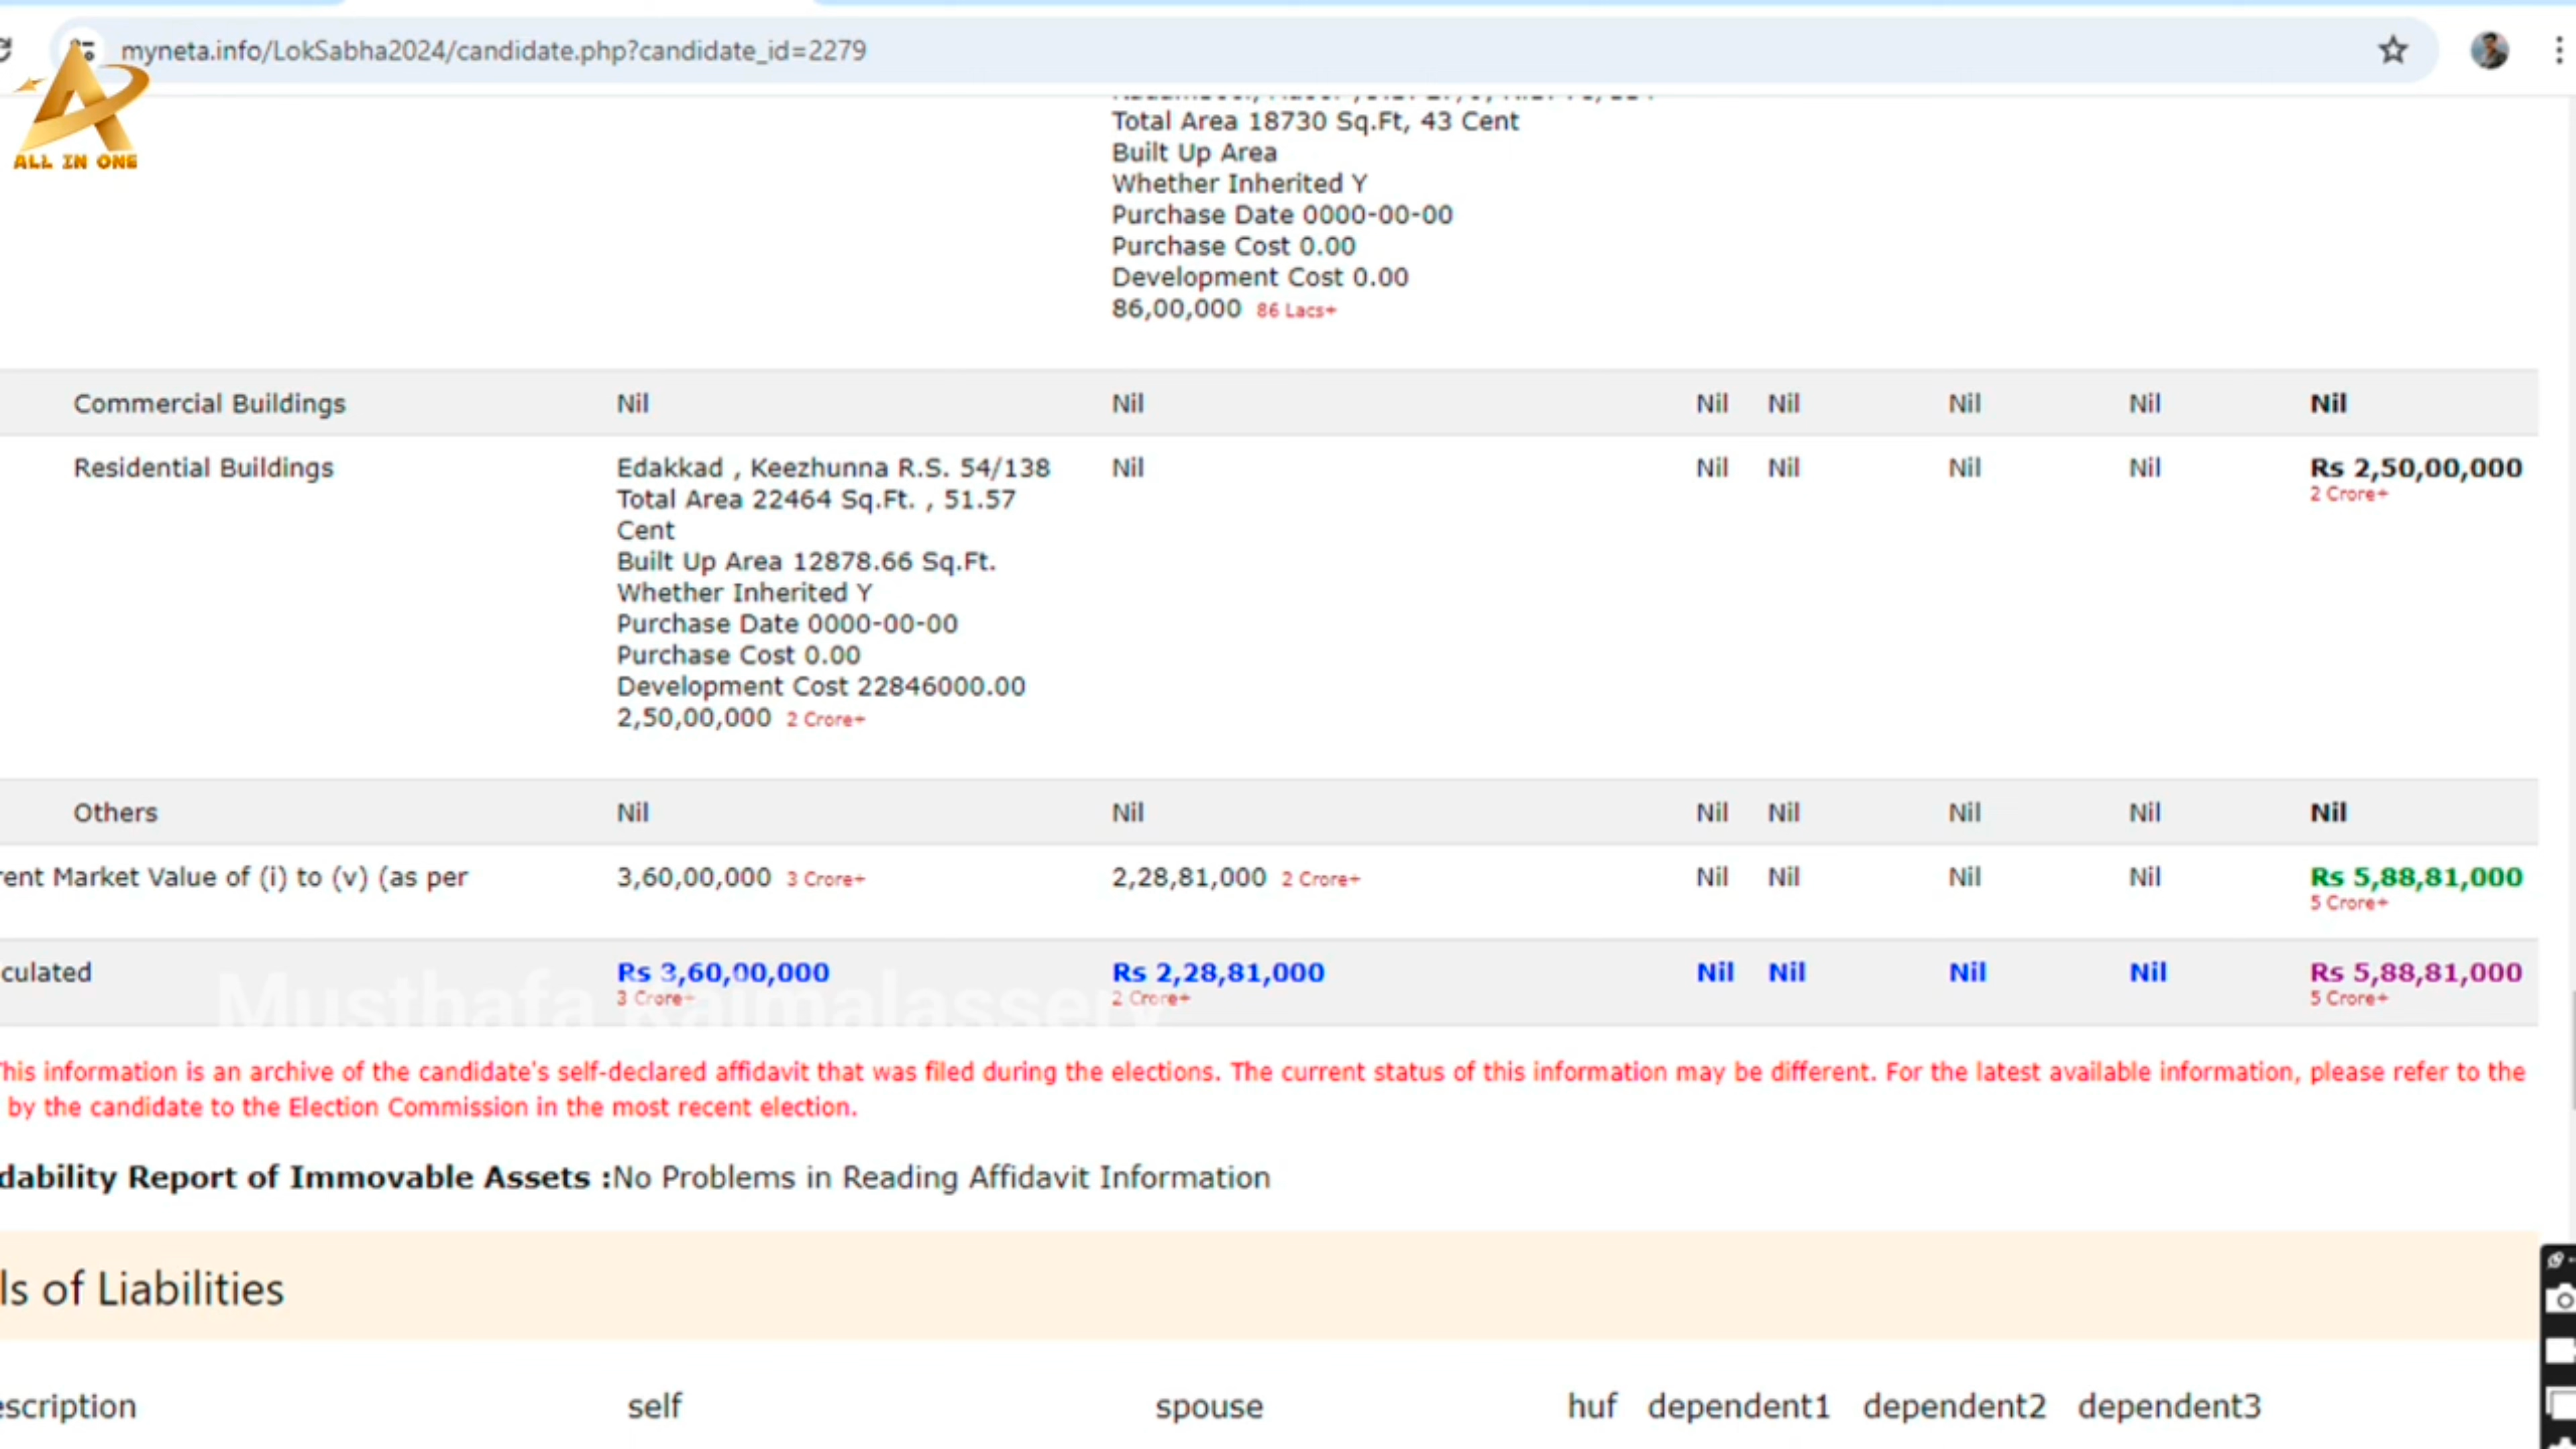 myneta.info/LokSabha2024/candidate.php?candidate_id=2279
ALL IN ONE
Total Area 18730 Sq.Ft, 43 Cent
Built Up Area
Whether Inherited Y
Purchase Date 0000-00-00
Purchase Cost 0.00
Development Cost 0.00
86,00,000 86 Lacs+
Commercial Buildings Nil Nil Nil Nil Nil Nil Nil
Residential Buildings Edakkad , Keezhunna R.S. 54/138 Nil Nil Nil Nil Nil Rs 2,50,00,000
2 Crore+
Total Area 22464 Sq.Ft. , 51.57
Cent
Built Up Area 12878.66 Sq.Ft.
Whether Inherited Y
Purchase Date 0000-00-00
Purchase Cost 0.00
Development Cost 22846000.00
2,50,00,000 2 Crore+
Others Nil Nil Nil Nil Nil Nil Nil
rent Market Value of (i) to (v) (as per 3,60,00,000 3 Crore+ 2,28,81,000 2 Crore+ Nil Nil Nil Nil Rs 5,88,81,000
5 Crore+
culated Rs 3,60,00,000 Rs 2,28,81,000 Nil Nil Nil Nil Rs 5,88,81,000
3 Crore+ 2 Crore+ 5 Crore+
Musthafa Kaimalassery
This information is an archive of the candidate's self-declared affidavit that was filed during the elections. The current status of this information may be different. For the latest available information, please refer to the
by the candidate to the Election Commission in the most recent election.
dability Report of Immovable Assets :No Problems in Reading Affidavit Information
ls of Liabilities
escription self spouse huf dependent1 dependent2 dependent3